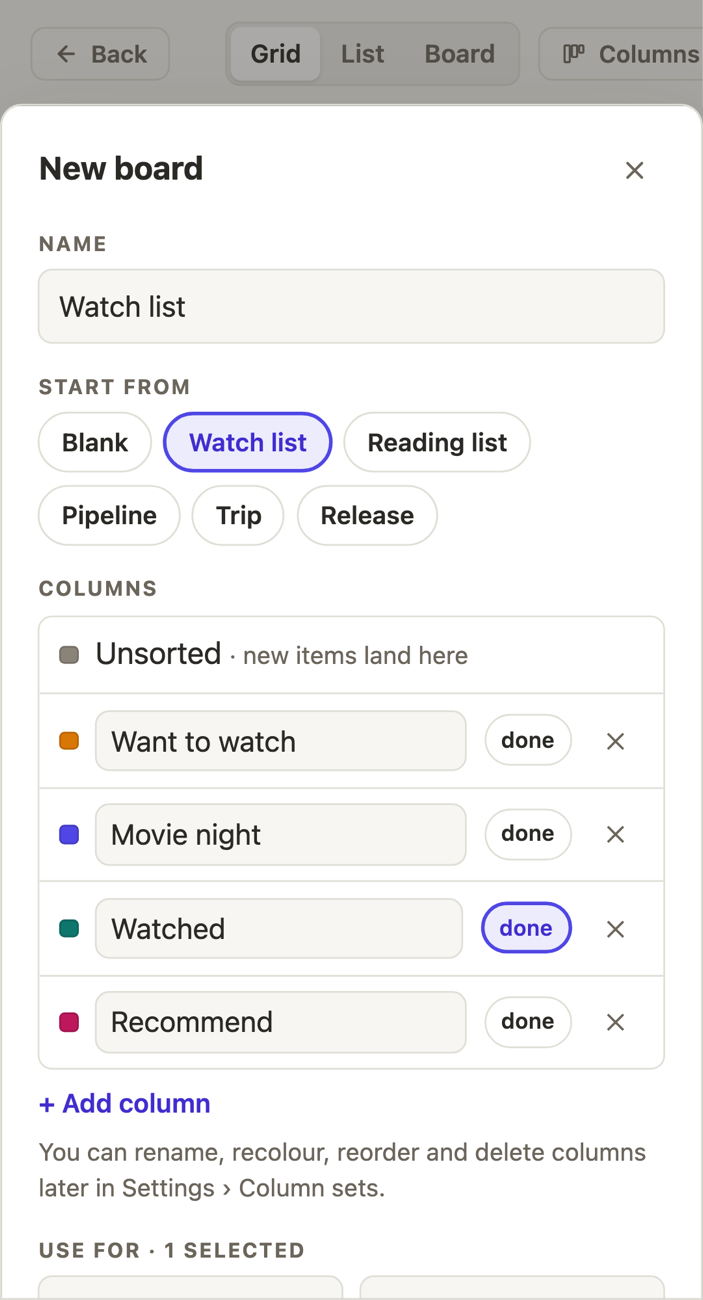 Back
Grid List Board
Columns
New board
NAME
Watch list
START FROM
Blank Watch list Reading list
Pipeline Trip Release
COLUMNS
Unsorted · new items land here
Want to watch done
Movie night done
Watched done
Recommend done
+ Add column
You can rename, recolour, reorder and delete columns
later in Settings › Column sets.
USE FOR · 1 SELECTED